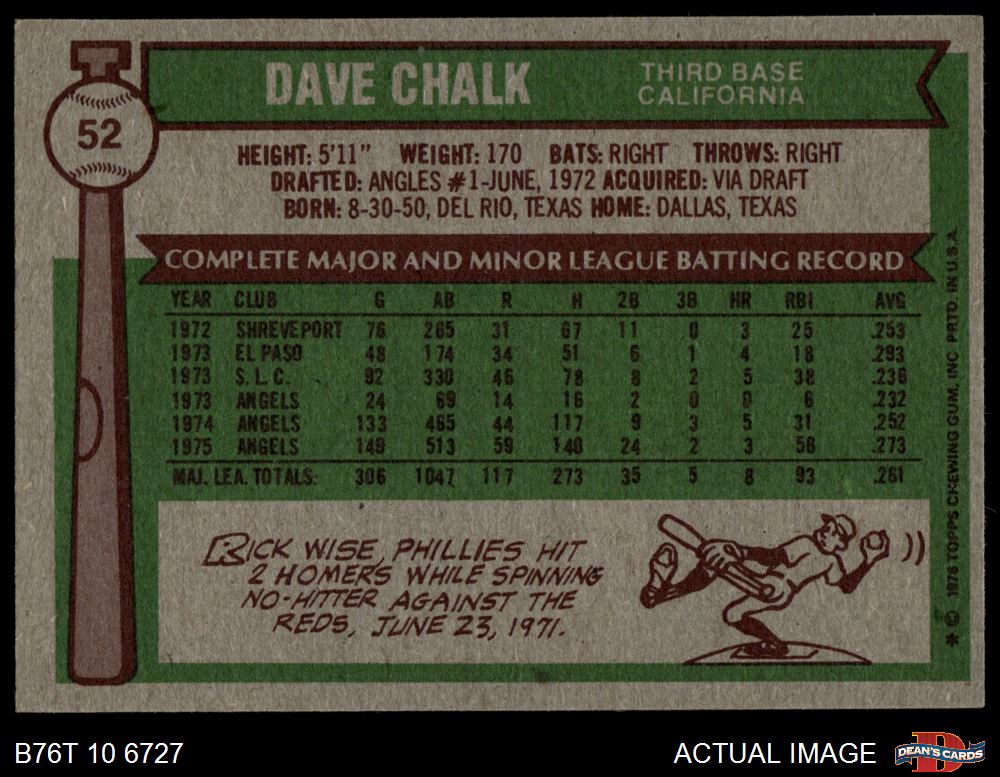 52
DAVE CHALK
THIRD BASE
CALIFORNIA
HEIGHT: 5'11" WEIGHT: 170 BATS: RIGHT THROWS: RIGHT
DRAFTED: ANGLES #1-JUNE, 1972 ACQUIRED: VIA DRAFT
BORN: 8-30-50, DEL RIO, TEXAS HOME: DALLAS, TEXAS
COMPLETE MAJOR AND MINOR LEAGUE BATTING RECORD
YEAR CLUB G AB R H 2B 3B HR RBI AVG
1972 SHREVEPORT 76 265 31 67 11 0 3 25 .253
1973 EL PASO 48 174 34 51 6 1 4 18 .293
1973 S.L.C. 92 330 46 78 8 2 5 38 .236
1973 ANGELS 24 69 14 16 2 0 0 6 .232
1974 ANGELS 133 465 44 117 9 3 5 31 .252
1975 ANGELS 149 513 59 140 24 2 3 56 .273
MAJ. LEA. TOTALS: 306 1047 117 273 35 5 8 93 .261
RICK WISE, PHILLIES HIT
2 HOMERS WHILE SPINNING
NO-HITTER AGAINST THE
REDS, JUNE 23, 1971.
* © 1976 TOPPS CHEWING GUM, INC PRTD. IN U.S.A.
B76T 10 6727
ACTUAL IMAGE
D
DEAN'S CARDS